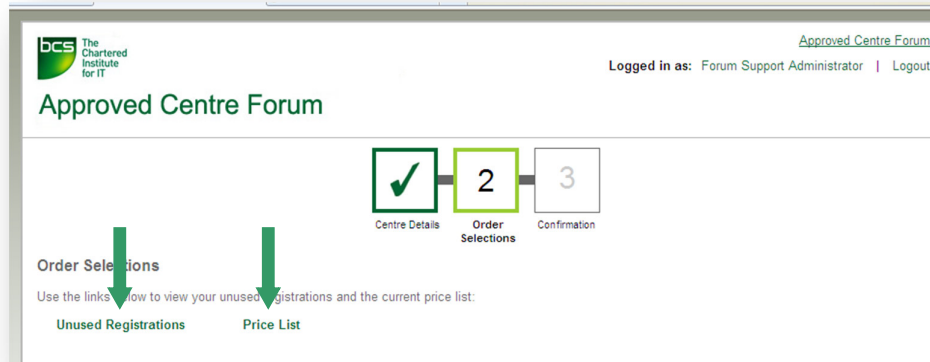 bcs The
Chartered
Institute
for IT
Approved Centre Forum
Logged in as: Forum Support Administrator | Logout
Approved Centre Forum
2
3
Centre Details
Order
Selections
Confirmation
Order Selections
Use the links below to view your unused registrations and the current price list:
Unused Registrations
Price List